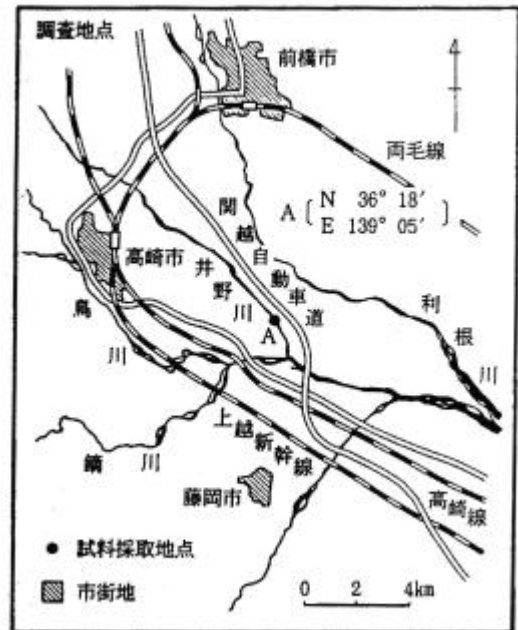 調査地点
前橋市
両毛線
A
N 36° 18′
E 139° 05′
関越自動車道
高崎市
井野川
A
利根川
烏川
上越新幹線
鏑川
藤岡市
高崎線
試料採取地点
市街地
0 2 4km